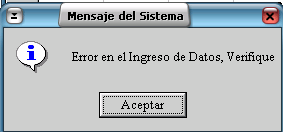 Mensaje del Sistema
Error en el Ingreso de Datos, Verifique
Aceptar